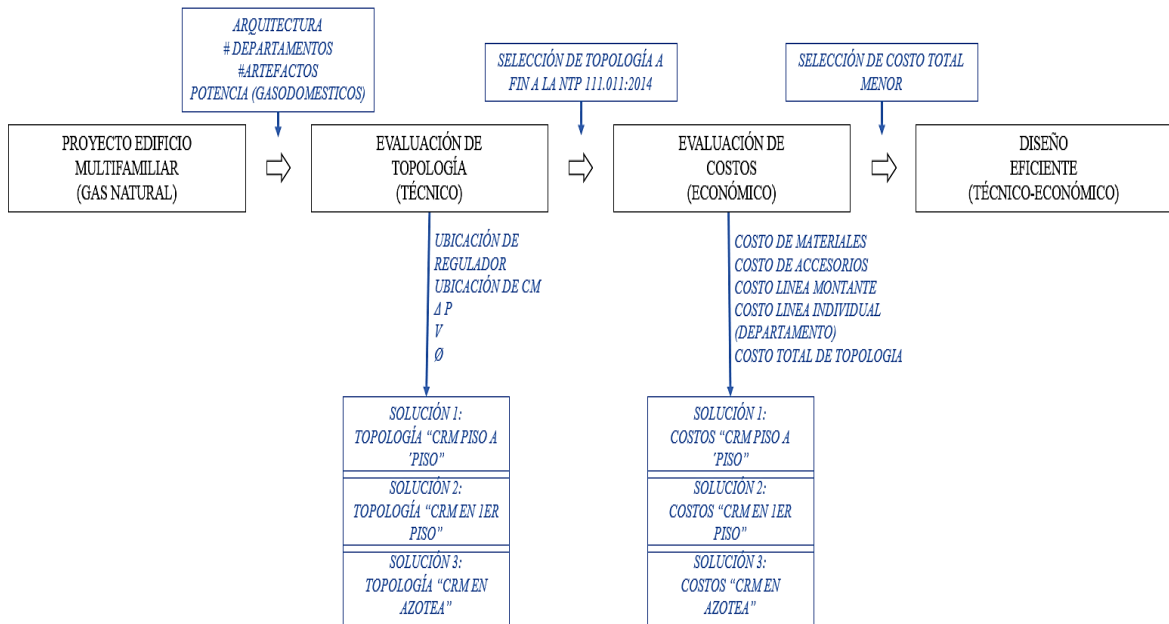 ARQUITECTURA
# DEPARTAMENTOS
#ARTEFACTOS
POTENCIA (GASODOMESTICOS)
SELECCIÓN DE TOPOLOGÍA A
FIN A LA NTP 111.011:2014
SELECCIÓN DE COSTO TOTAL
MENOR
PROYECTO EDIFICIO
MULTIFAMILIAR
(GAS NATURAL)
EVALUACIÓN DE
TOPOLOGÍA
(TÉCNICO)
EVALUACIÓN DE
COSTOS
(ECONÓMICO)
DISEÑO
EFICIENTE
(TÉCNICO-ECONÓMICO)
UBICACIÓN DE
REGULADOR
UBICACIÓN DE CM
Δ P
V
Ø
COSTO DE MATERIALES
COSTO DE ACCESORIOS
COSTO LINEA MONTANTE
COSTO LINEA INDIVIDUAL
(DEPARTAMENTO)
COSTO TOTAL DE TOPOLOGIA
SOLUCIÓN 1:
TOPOLOGÍA “CRM PISO A
´PISO”
SOLUCIÓN 2:
TOPOLOGÍA “CRM EN 1ER
PISO”
SOLUCIÓN 3:
TOPOLOGÍA “CRM EN
AZOTEA”
SOLUCIÓN 1:
COSTOS “CRM PISO A
´PISO”
SOLUCIÓN 2:
COSTOS “CRM EN 1ER
PISO”
SOLUCIÓN 3:
COSTOS “CRM EN
AZOTEA”